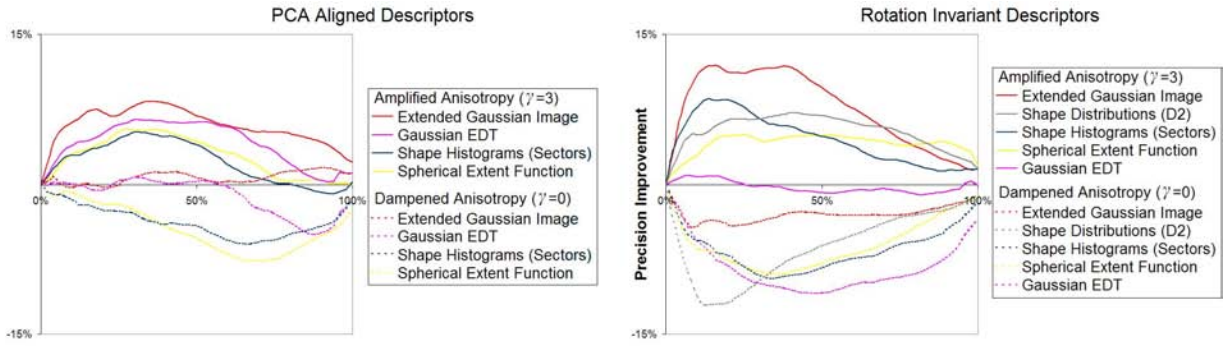 PCA Aligned Descriptors
15%
0%
50%
100%
-15%
Amplified Anisotropy (γ=3)
Extended Gaussian Image
Gaussian EDT
Shape Histograms (Sectors)
Spherical Extent Function
Dampened Anisotropy (γ=0)
Extended Gaussian Image
Gaussian EDT
Shape Histograms (Sectors)
Spherical Extent Function
Rotation Invariant Descriptors
Precision Improvement
15%
0%
50%
100%
-15%
Amplified Anisotropy (γ=3)
Extended Gaussian Image
Shape Distributions (D2)
Shape Histograms (Sectors)
Spherical Extent Function
Gaussian EDT
Dampened Anisotropy (γ=0)
Extended Gaussian Image
Shape Distributions (D2)
Shape Histograms (Sectors)
Spherical Extent Function
Gaussian EDT